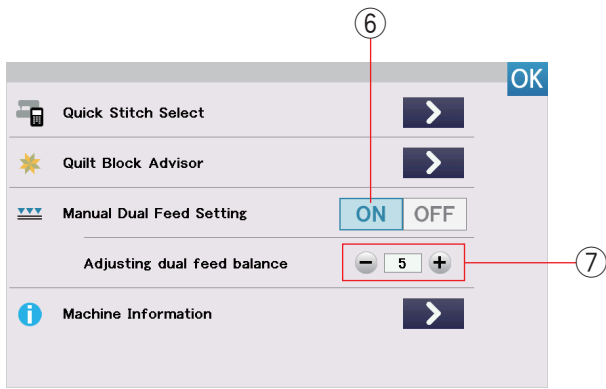 ⑥
OK
Quick Stitch Select
Quilt Block Advisor
Manual Dual Feed Setting ON OFF
Adjusting dual feed balance − 5 + ⑦
Machine Information